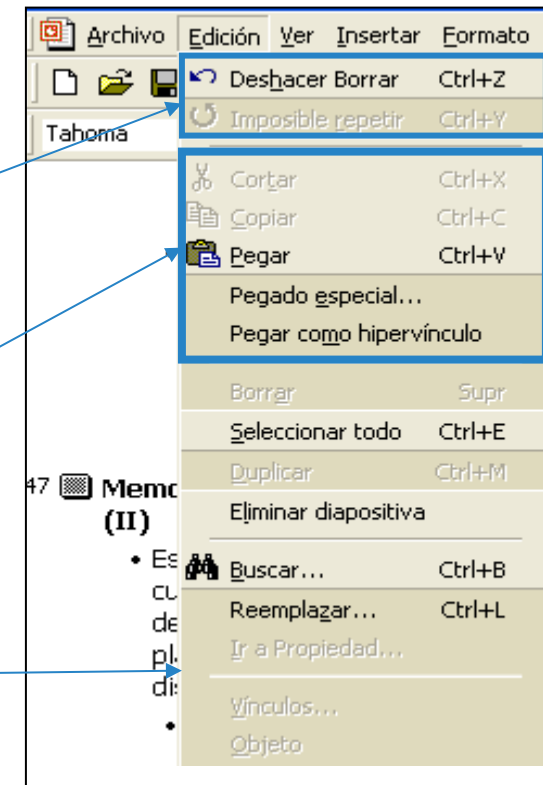 Archivo Edición Ver Insertar Formato
Tahoma
Deshacer Borrar Ctrl+Z
Imposible repetir Ctrl+Y
Cortar Ctrl+X
Copiar Ctrl+C
Pegar Ctrl+V
Pegado especial...
Pegar como hipervínculo
Borrar Supr
Seleccionar todo Ctrl+E
Duplicar Ctrl+M
Eliminar diapositiva
Buscar... Ctrl+B
Reemplazar... Ctrl+L
Ir a Propiedad...
Vínculos...
Objeto
47 Memo
(II)
• Es
cu
de
pl
di
•